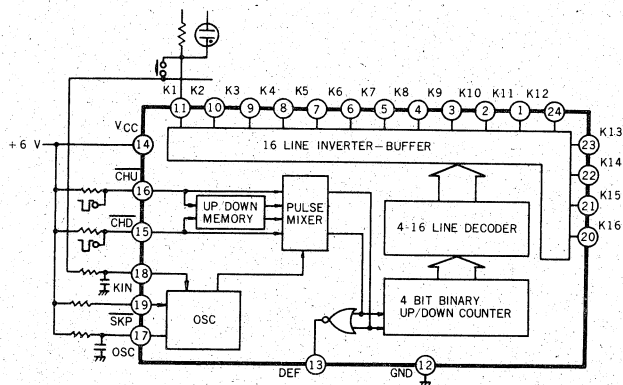 K1 K2 K3 K4 K5 K6 K7 K8 K9 K10 K11 K12
11 10 9 8 7 6 5 4 3 2 1 24
K13
23
K14
22
K15
21
K16
20
VCC
+6 V
14
16 LINE INVERTER-BUFFER
CHU
16
UP/DOWN
MEMORY
PULSE
MIXER
4-16 LINE DECODER
CHD
15
18
KIN
19
SKP
17
OSC
OSC
4 BIT BINARY
UP/DOWN COUNTER
DEF
13
GND
12